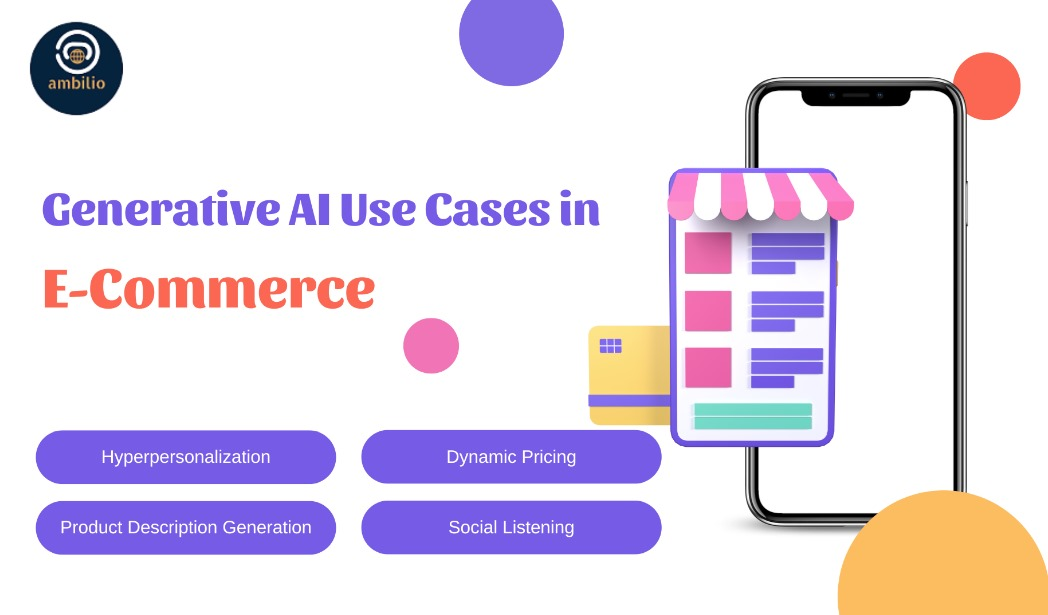 ambilio
Generative AI Use Cases in
E-Commerce
Hyperpersonalization
Dynamic Pricing
Product Description Generation
Social Listening